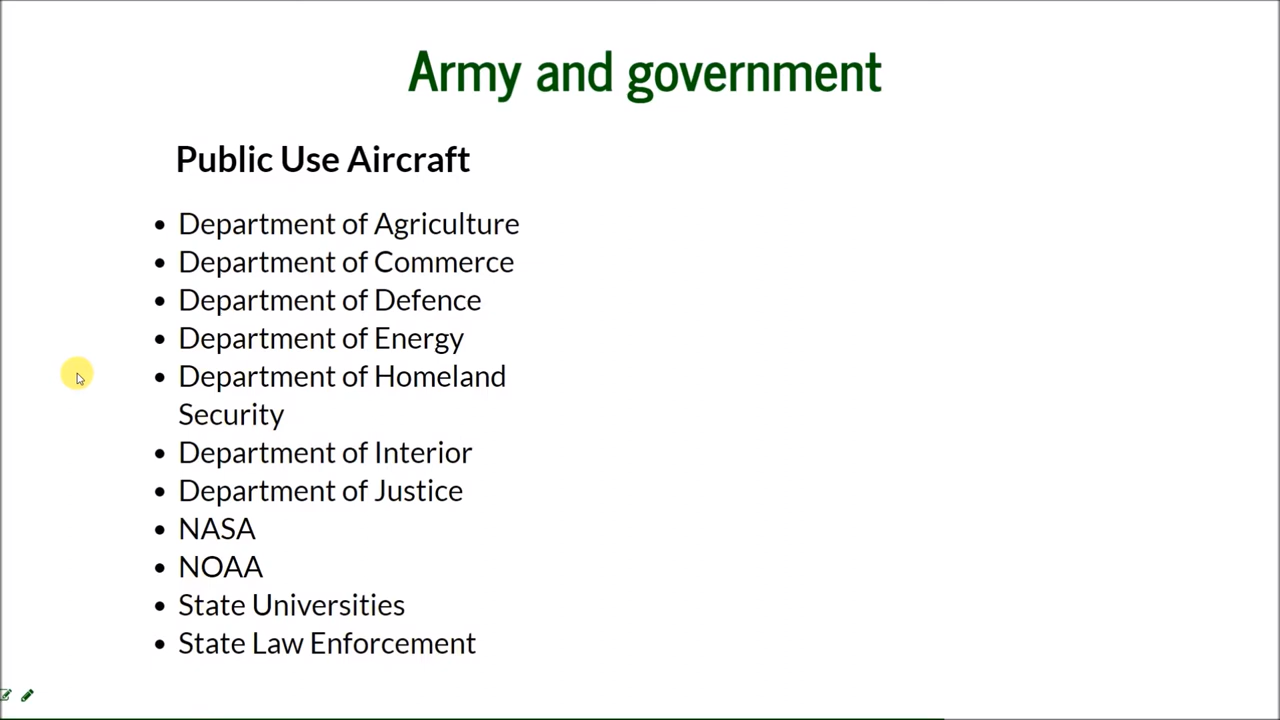 Army and government
Public Use Aircraft
• Department of Agriculture
• Department of Commerce
• Department of Defence
• Department of Energy
• Department of Homeland
Security
• Department of Interior
• Department of Justice
• NASA
• NOAA
• State Universities
• State Law Enforcement